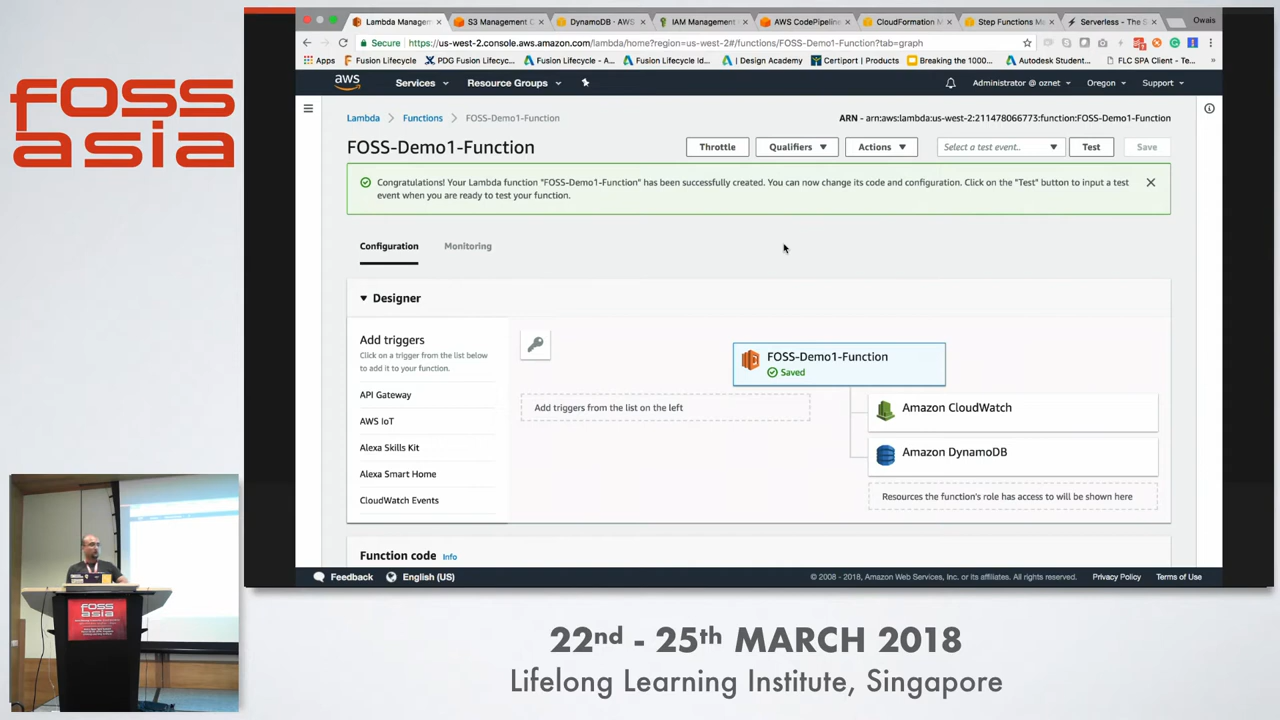 FOSS
asia
Lambda Managemen
S3 Management C
DynamoDB · AWS
IAM Management
AWS CodePipeline
CloudFormation M
Step Functions Ma
Serverless - The S
Owais
Secure
https://us-west-2.console.aws.amazon.com/lambda/home?region=us-west-2#/functions/FOSS-Demo1-Function?tab=graph
Apps
Fusion Lifecycle
PDG Fusion Lifecyc...
Fusion Lifecycle - A...
Fusion Lifecycle Id...
| Design Academy
Certiport | Products
Breaking the 1000...
Autodesk Student...
FLC SPA Client - Te...
»
aws
Services
Resource Groups
Administrator @ oznet
Oregon
Support
Lambda
Functions
FOSS-Demo1-Function
ARN - arn:aws:lambda:us-west-2:211478066773:function:FOSS-Demo1-Function
FOSS-Demo1-Function
Throttle
Qualifiers
Actions
Select a test event..
Test
Save
Congratulations! Your Lambda function "FOSS-Demo1-Function" has been successfully created. You can now change its code and configuration. Click on the "Test" button to input a test
event when you are ready to test your function.
Configuration
Monitoring
Designer
Add triggers
Click on a trigger from the list below
to add it to your function.
API Gateway
AWS IoT
Alexa Skills Kit
Alexa Smart Home
CloudWatch Events
FOSS-Demo1-Function
Saved
Add triggers from the list on the left
Amazon CloudWatch
Amazon DynamoDB
Resources the function's role has access to will be shown here
Function code
Info
Feedback
English (US)
© 2008 - 2018, Amazon Web Services, Inc. or its affiliates. All rights reserved.
Privacy Policy
Terms of Use
FOSS
asia
22nd - 25th MARCH 2018
Lifelong Learning Institute, Singapore